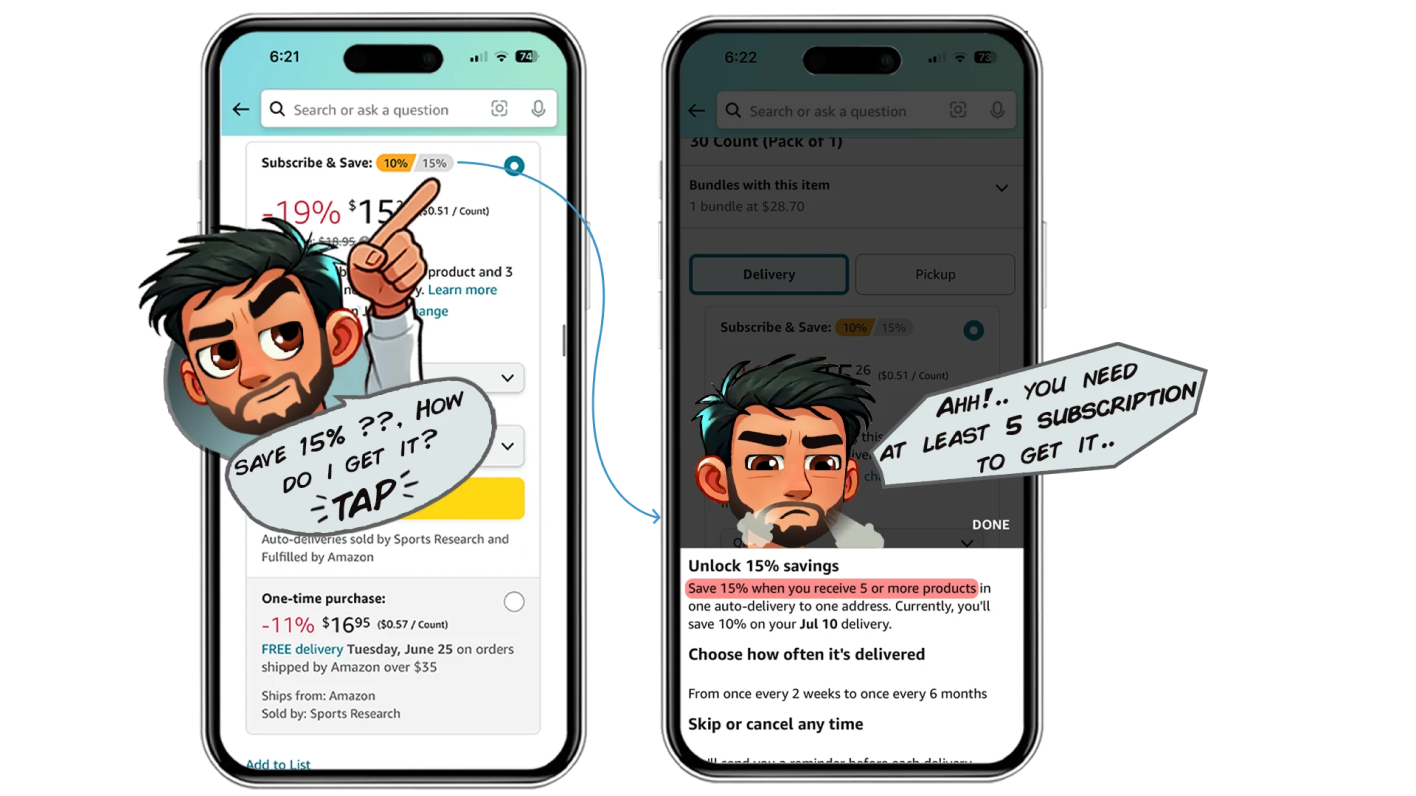 6:21
74
Search or ask a question
Subscribe & Save: 10% 15%
-19% $15 ($0.51 / Count)
$18.95
product and 3
Learn more
SAVE 15% ??, HOW
DO I GET IT?
TAP
Auto-deliveries sold by Sports Research and
Fulfilled by Amazon
One-time purchase:
-11% $16 95 ($0.57 / Count)
FREE delivery Tuesday, June 25 on orders
shipped by Amazon over $35
Ships from: Amazon
Sold by: Sports Research
Add to List
6:22
73
Search or ask a question
30 Count (Pack of 1)
Bundles with this item
1 bundle at $28.70
Delivery
Pickup
Subscribe & Save: 10% 15%
26 ($0.51 / Count)
this
AHH!.. YOU NEED
AT LEAST 5 SUBSCRIPTION
TO GET IT..
DONE
Unlock 15% savings
Save 15% when you receive 5 or more products in
one auto-delivery to one address. Currently, you'll
save 10% on your Jul 10 delivery.
Choose how often it's delivered
From once every 2 weeks to once every 6 months
Skip or cancel any time
send you a reminder before each delivery